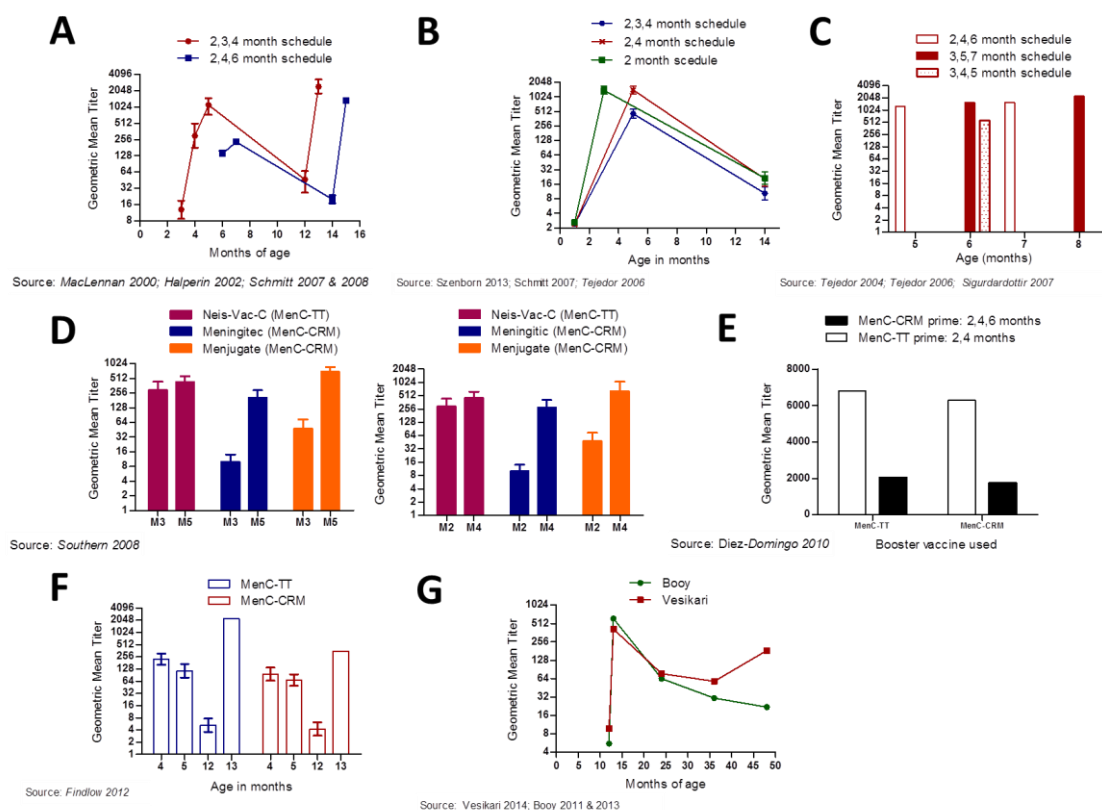 A
2,3,4 month schedule
2,4,6 month schedule
Geometric Mean Titer
4096
2048
1024
512
256
128
64
32
16
8
0 2 4 6 8 10 12 14 16
Months of age
Source: MacLennan 2000; Halperin 2002; Schmitt 2007 & 2008
B
2,3,4 month schedule
2,4 month schedule
2 month scedule
Geometric Mean Titer
2048
1024
512
256
128
64
32
16
8
4
2
0 2 4 6 8 10 12 14
Age in months
Source: Szenborn 2013; Schmitt 2007; Tejedor 2006
C
2,4,6 month schedule
3,5,7 month schedule
3,4,5 month schedule
Geometric Mean Titer
4096
2048
1024
512
256
128
64
32
16
8
4
2
1
5 6 7 8
Age (months)
Source: Tejedor 2004; Tejedor 2006; Sigurdardottir 2007
D
Neis-Vac-C (MenC-TT)
Meningitec (MenC-CRM)
Menjugate (MenC-CRM)
Geometric Mean Titer
1024
512
256
128
64
32
16
8
4
2
1
M3 M5 M3 M5 M3 M5
Source: Southern 2008
Neis-Vac-C (MenC-TT)
Meningitic (MenC-CRM)
Menjugate (MenC-CRM)
Geometric Mean Titer
2048
1024
512
256
128
64
32
16
8
4
2
1
M2 M4 M2 M4 M2 M4
E
MenC-CRM prime: 2,4,6 months
MenC-TT prime: 2,4 months
Geometric Mean Titer
8000
6000
4000
2000
0
MenC-TT MenC-CRM
Booster vaccine used
Source: Diez-Domingo 2010
F
MenC-TT
MenC-CRM
Geometric Mean Titer
4096
2048
1024
512
256
128
64
32
16
8
4
2
1
4 5 12 13 4 5 12 13
Age in months
Source: Findlow 2012
G
Booy
Vesikari
Geometric Mean Titer
1024
512
256
128
64
32
16
8
4
0 5 10 15 20 25 30 35 40 45 50
Months of age
Source: Vesikari 2014; Booy 2011 & 2013